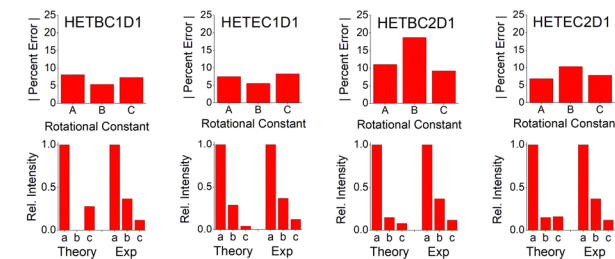 HETBC1D1
| Percent Error |
25
20
15
10
5
0
A B C
Rotational Constant
HETEC1D1
| Percent Error |
25
20
15
10
5
0
A B C
Rotational Constant
HETBC2D1
| Percent Error |
25
20
15
10
5
0
A B C
Rotational Constant
HETEC2D1
| Percent Error |
25
20
15
10
5
0
A B C
Rotational Constant
Rel. Intensity
1.0
0.5
0.0
a b c a b c
Theory Exp
Rel. Intensity
1.0
0.5
0.0
a b c a b c
Theory Exp
Rel. Intensity
1.0
0.5
0.0
a b c a b c
Theory Exp
Rel. Intensity
1.0
0.5
0.0
a b c a b c
Theory Exp